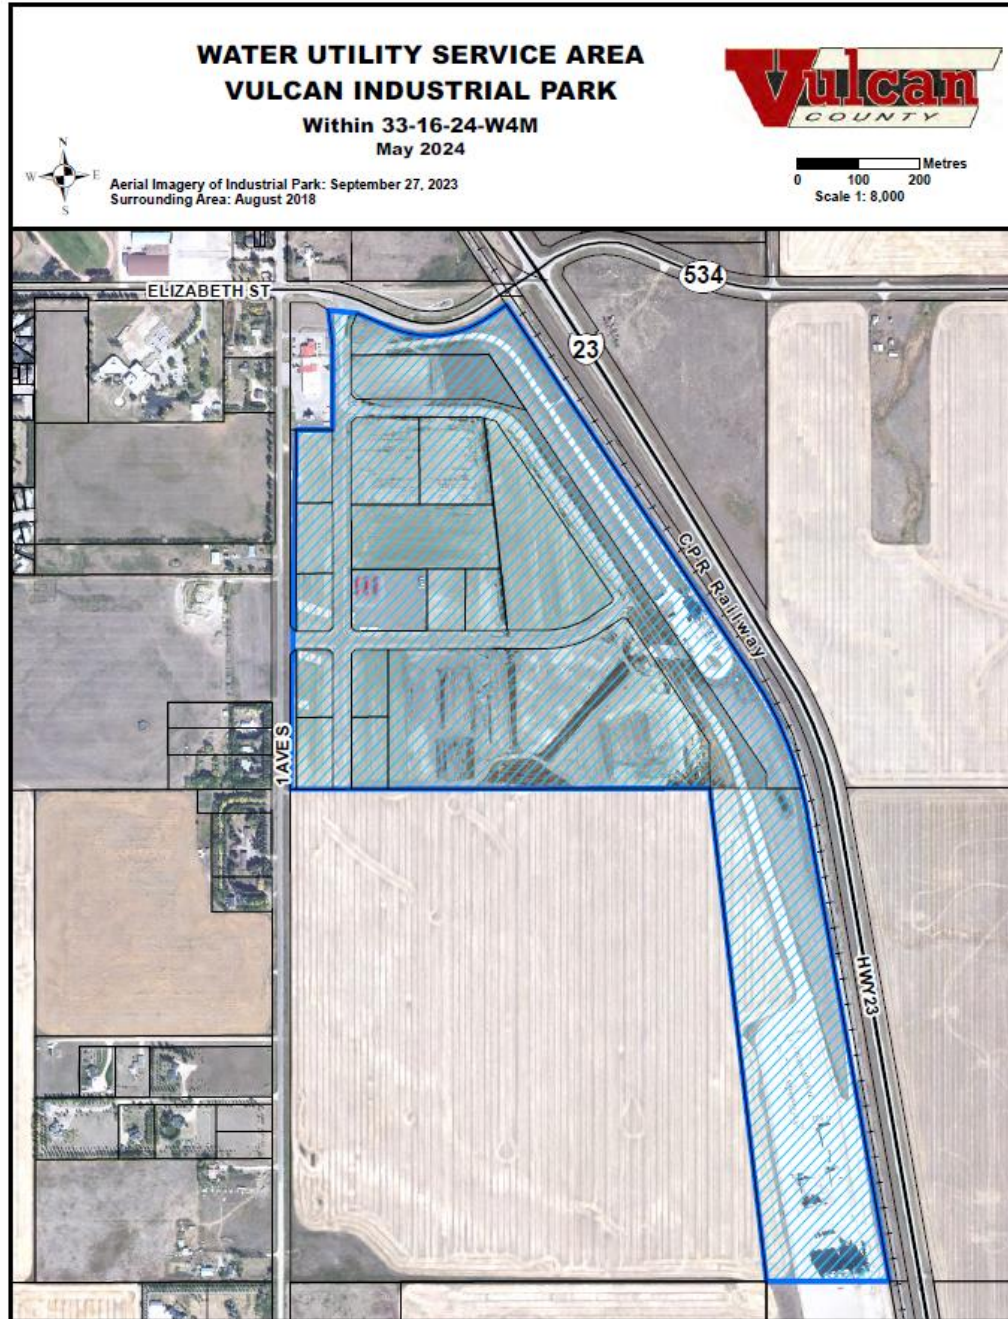 WATER UTILITY SERVICE AREA
VULCAN INDUSTRIAL PARK
Within 33-16-24-W4M
May 2024
Vulcan
COUNTY
N
W E
S
Aerial Imagery of Industrial Park: September 27, 2023
Surrounding Area: August 2018
Metres
0 100 200
Scale 1: 8,000
ELIZABETH ST
534
23
CPR Railway
1 AVE S
HWY 23